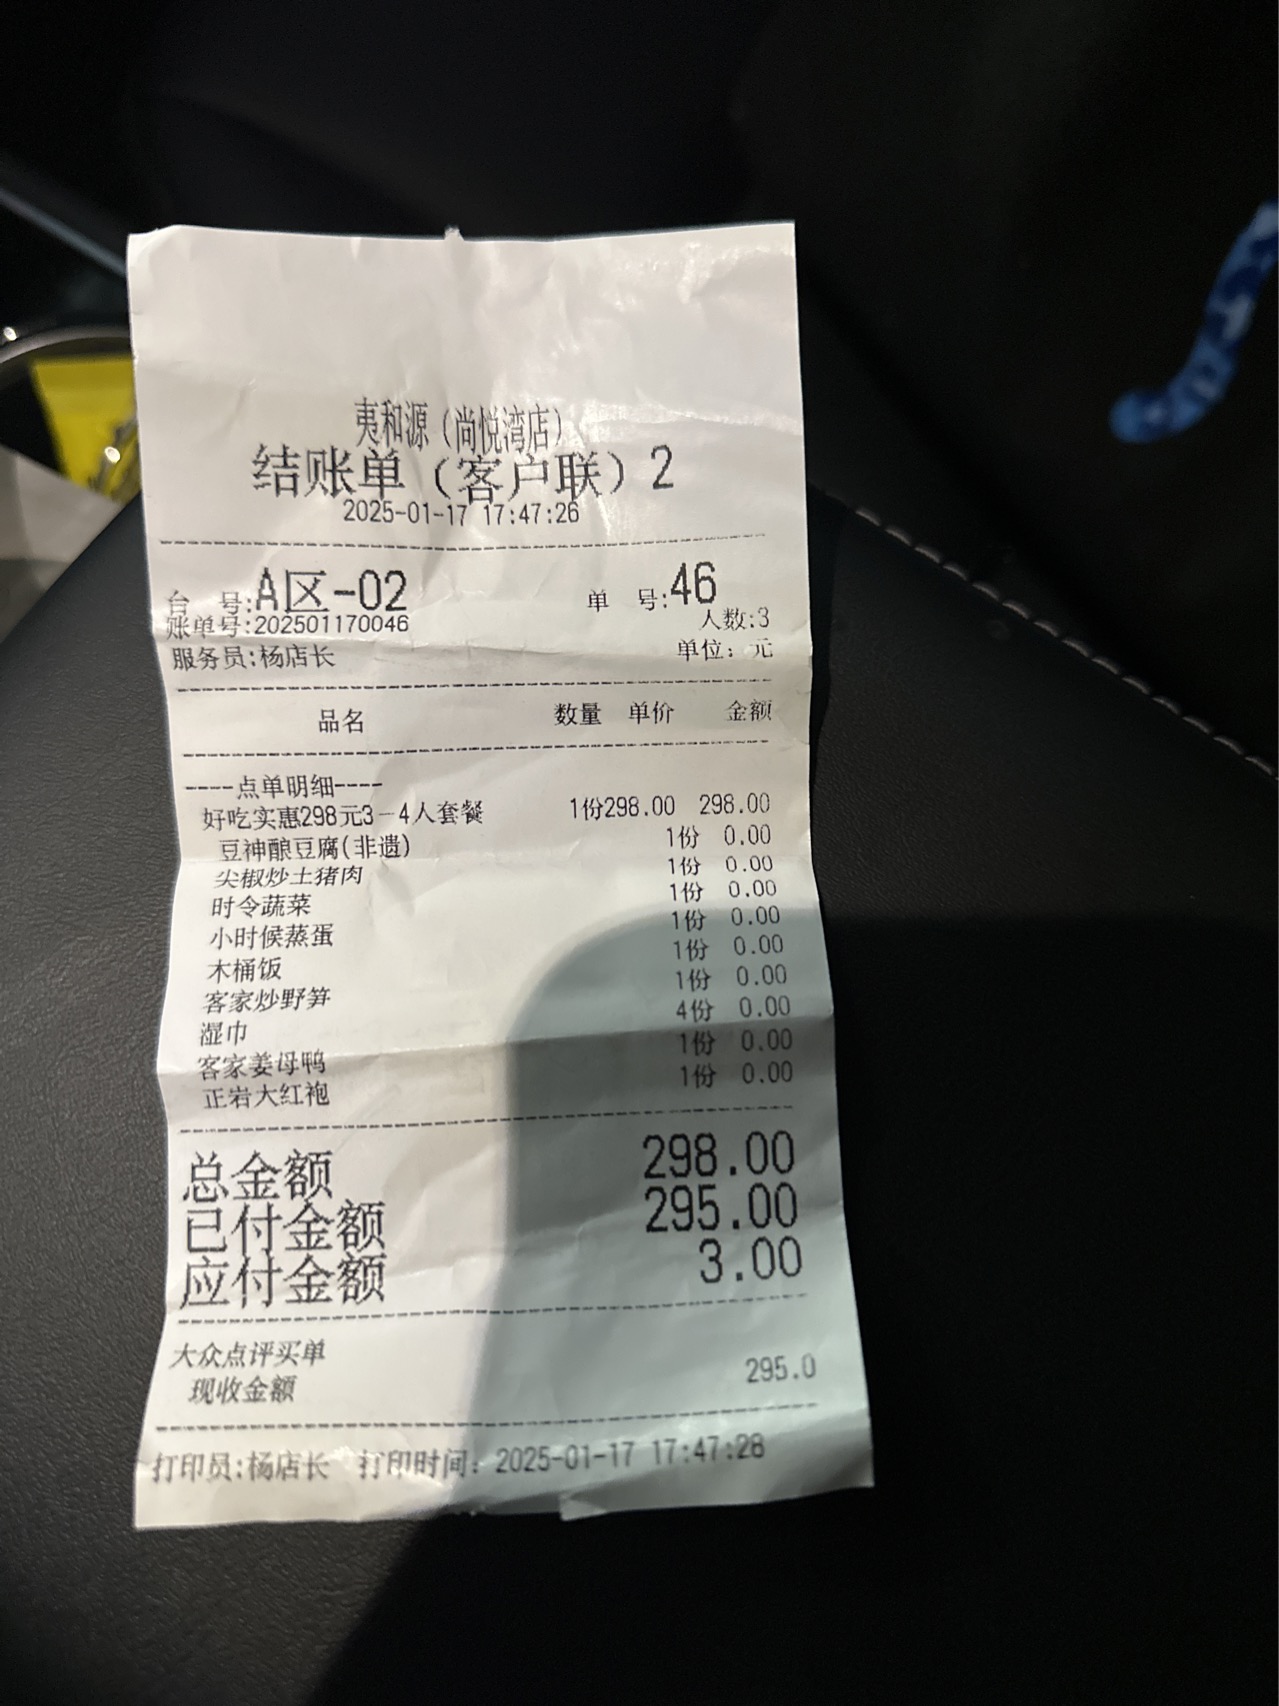 夷和源（尚悦湾店）
结账单（客户联）2
2025-01-17 17:47:26
台 号:A区-02 单 号:46
账单号:202501170046 人数:3
服务员:杨店长 单位：元
品名 数量 单价 金额
----点单明细----
好吃实惠298元3-4人套餐 1份298.00 298.00
豆神酿豆腐(非遗) 1份 0.00
尖椒炒土猪肉 1份 0.00
时令蔬菜 1份 0.00
小时候蒸蛋 1份 0.00
木桶饭 1份 0.00
客家炒野笋 1份 0.00
湿巾 4份 0.00
客家姜母鸭 1份 0.00
正岩大红袍 1份 0.00
总金额 298.00
已付金额 295.00
应付金额 3.00
大众点评买单
现收金额 295.0
打印员:杨店长 打印时间：2025-01-17 17:47:28